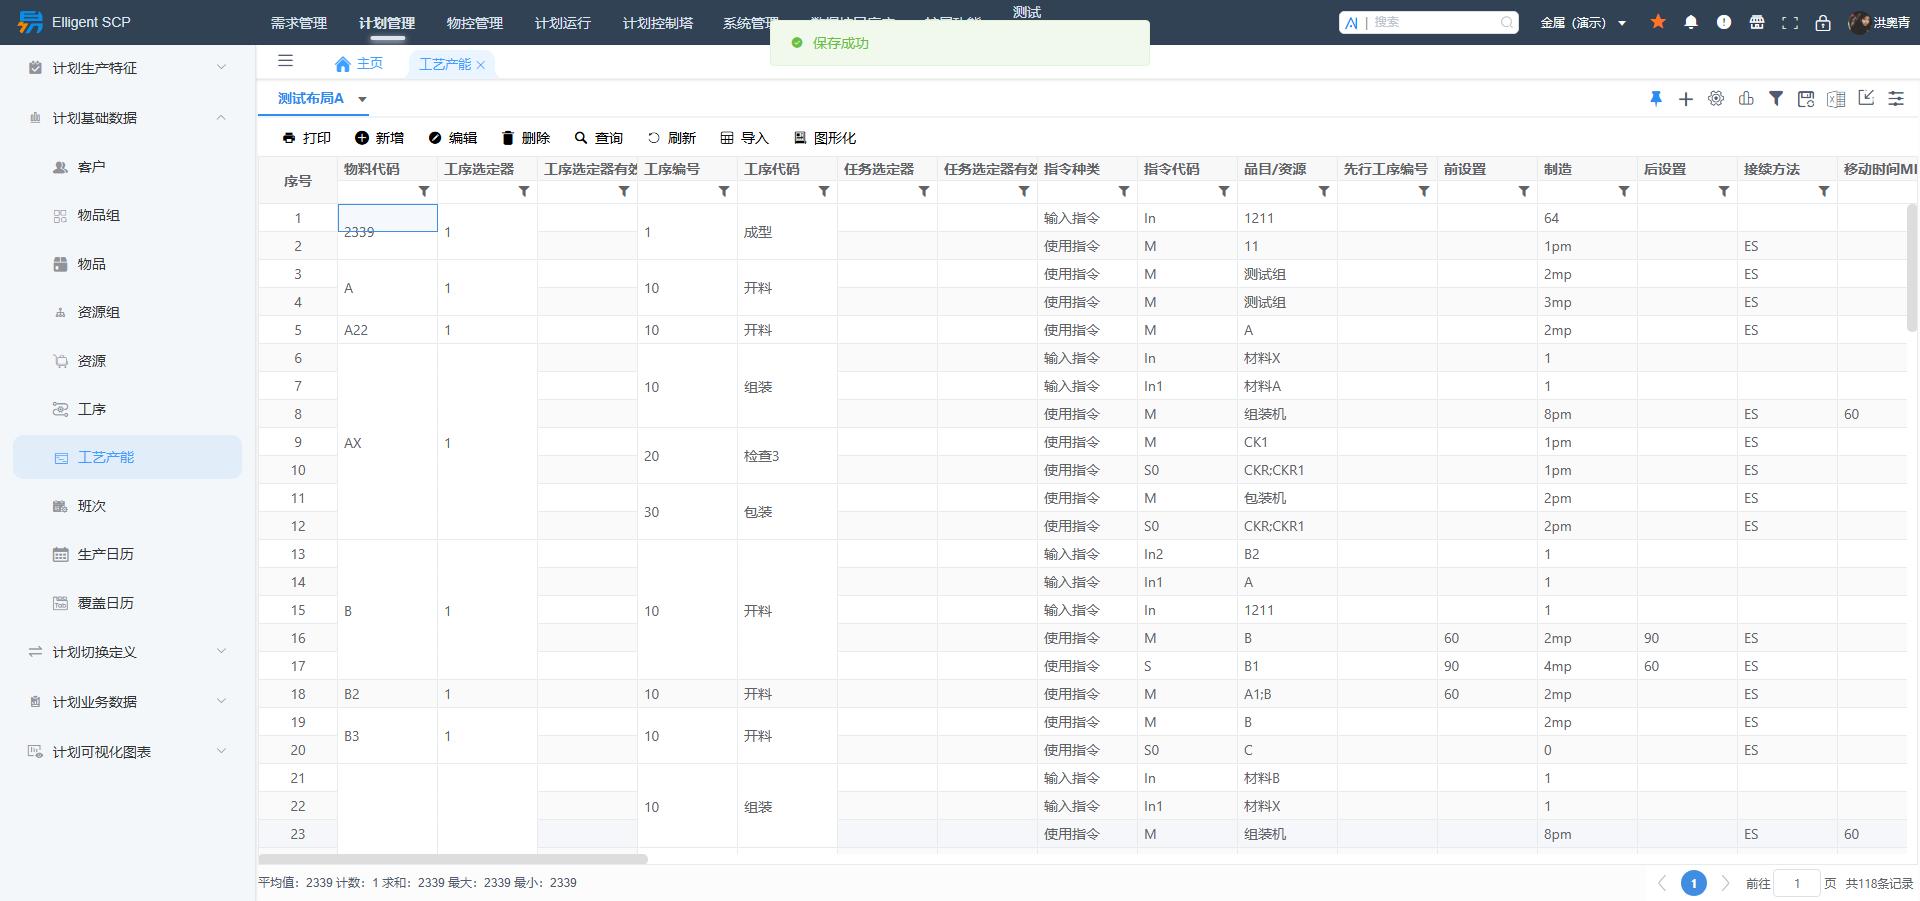 Elligent SCP
需求管理 计划管理 物控管理 计划运行 计划控制塔 系统管理 测试
AI | 搜索
金属（演示）
洪奥青
保存成功
计划生产特征
计划基础数据
客户
物品组
物品
资源组
资源
工序
工艺产能
班次
生产日历
覆盖日历
计划切换定义
计划业务数据
计划可视化图表
主页 工艺产能
测试布局A
打印 新增 编辑 删除 查询 刷新 导入 图形化
序号 物料代码 工序选定器 工序选定器有效 工序编号 工序代码 任务选定器 任务选定器有效 指令种类 指令代码 品目/资源 先行工序编号 前设置 制造 后设置 接续方法 移动时间MI
1 2339 1 1 成型 输入指令 In 1211 64
2 使用指令 M 11 1pm ES
3 A 1 10 开料 使用指令 M 测试组 2mp ES
4 使用指令 M 测试组 3mp ES
5 A22 1 10 开料 使用指令 M A 2mp ES
6 AX 1 10 组装 输入指令 In 材料X 1
7 输入指令 In1 材料A 1
8 使用指令 M 组装机 8pm ES 60
9 20 检查3 使用指令 M CK1 1pm ES
10 使用指令 S0 CKR;CKR1 1pm ES
11 30 包装 使用指令 M 包装机 2pm ES
12 使用指令 S0 CKR;CKR1 2pm ES
13 B 1 10 开料 输入指令 In2 B2 1
14 输入指令 In1 A 1
15 输入指令 In 1211 1
16 使用指令 M B 60 2mp 90 ES
17 使用指令 S B1 90 4mp 60 ES
18 B2 1 10 开料 使用指令 M A1;B 60 2mp ES
19 B3 1 10 开料 使用指令 M B 2mp ES
20 使用指令 S0 C 0 ES
21 10 组装 输入指令 In 材料B 1
22 输入指令 In1 材料X 1
23 使用指令 M 组装机 8pm ES 60
平均值：2339 计数：1 求和：2339 最大：2339 最小：2339
1 前往 1 页 共118条记录